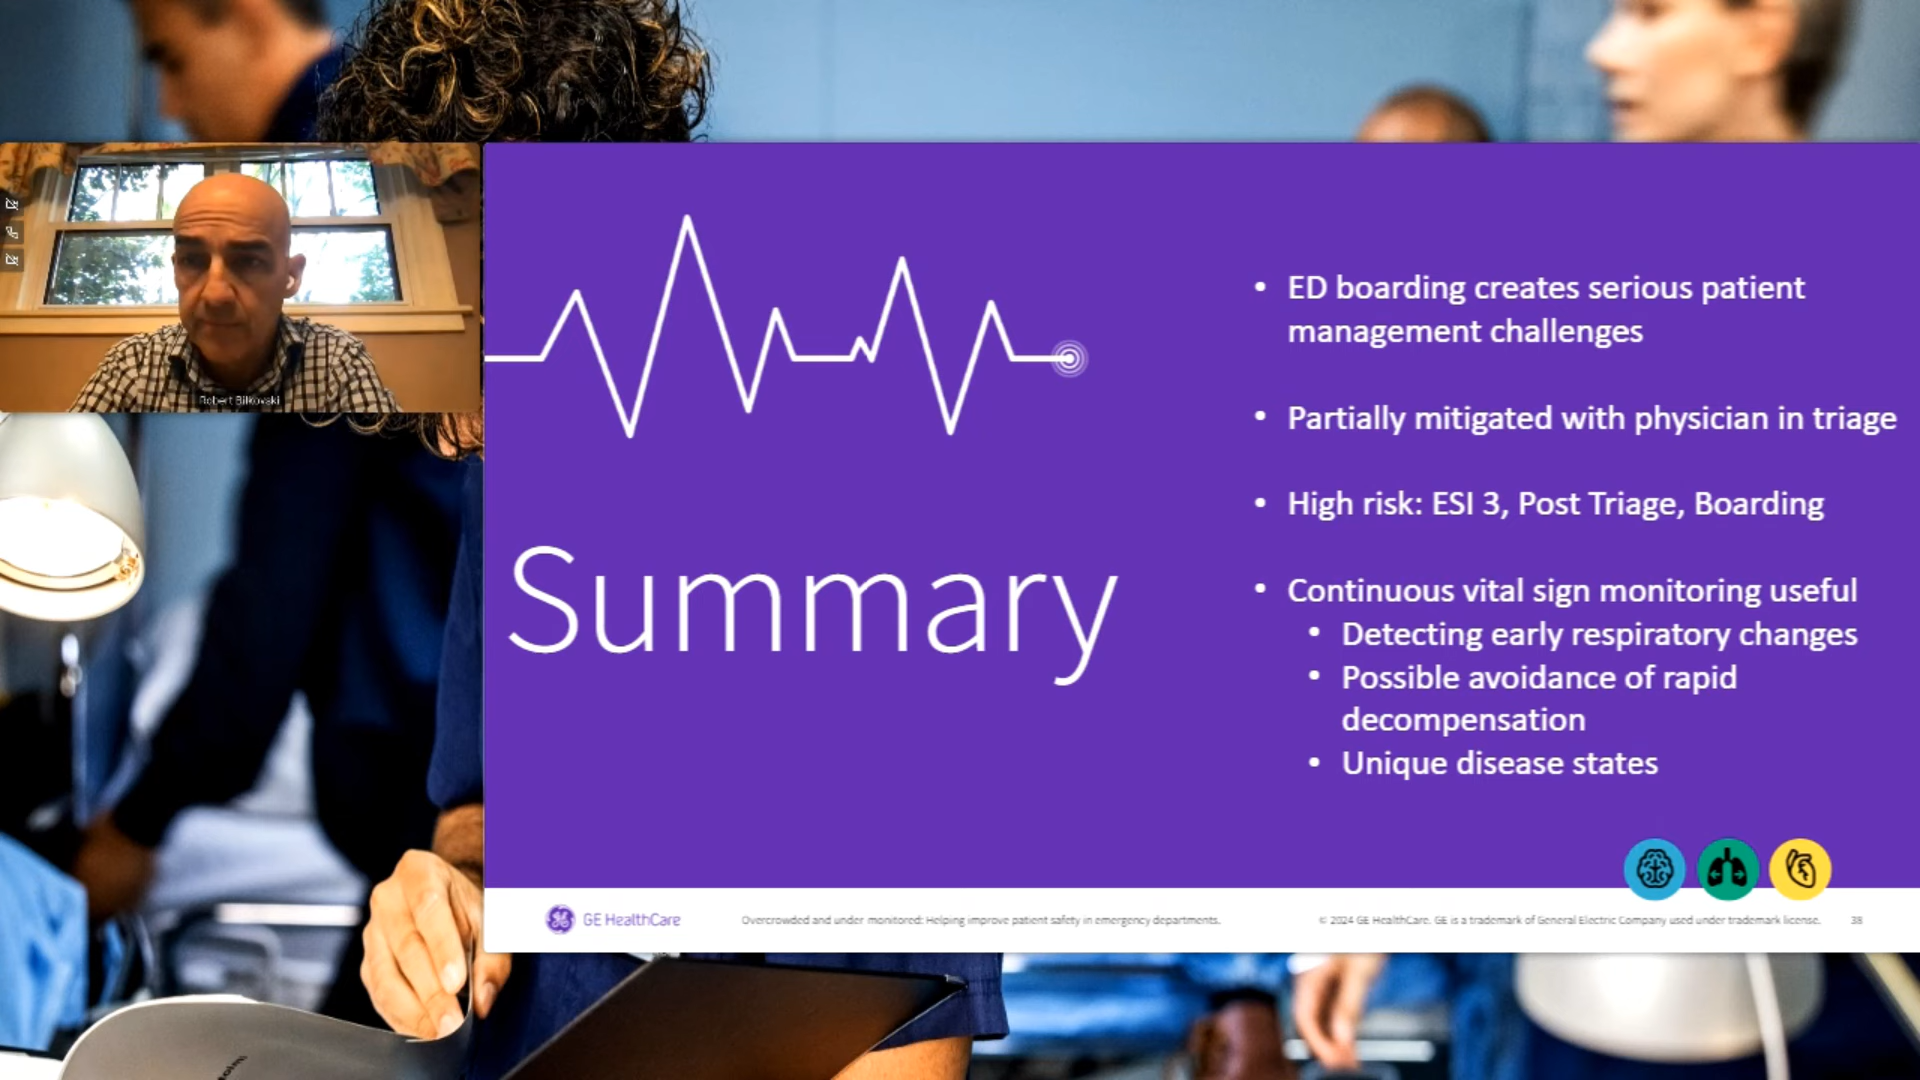 Robert Bilkovski
Summary
• ED boarding creates serious patient
management challenges
• Partially mitigated with physician in triage
• High risk: ESI 3, Post Triage, Boarding
• Continuous vital sign monitoring useful
• Detecting early respiratory changes
• Possible avoidance of rapid
decompensation
• Unique disease states
GE HealthCare
Overcrowded and under monitored: Helping improve patient safety in emergency departments.
© 2024 GE HealthCare. GE is a trademark of General Electric Company used under trademark license.
38